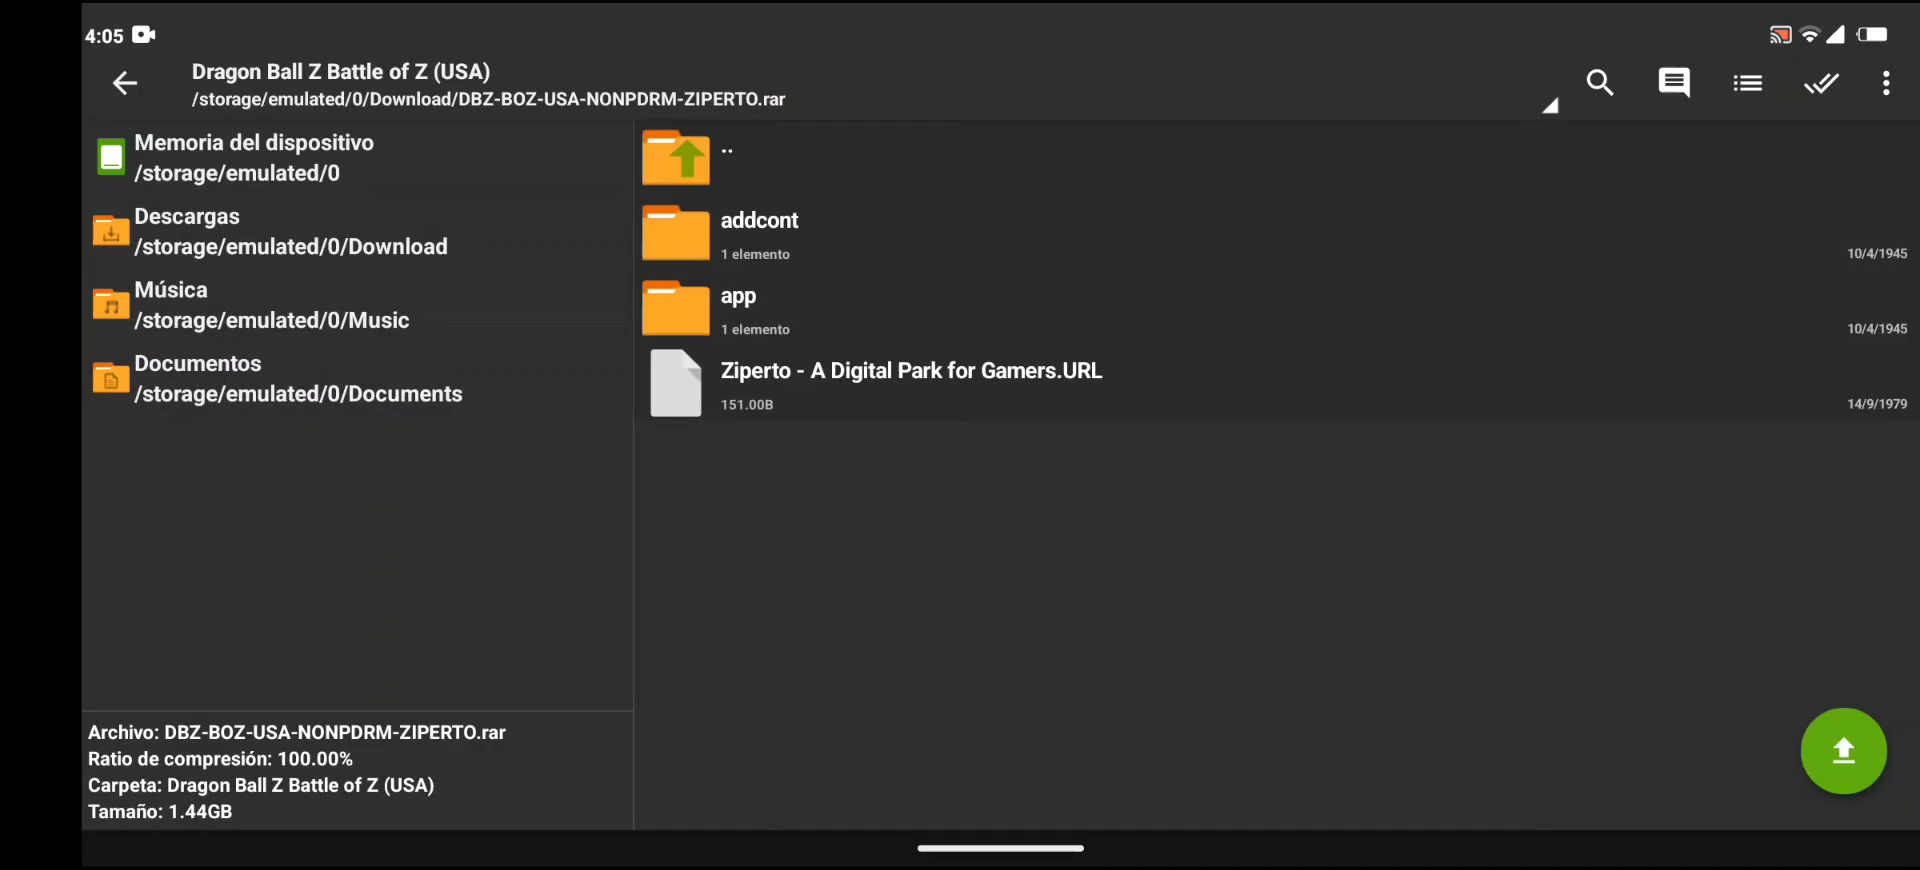 4:05
Dragon Ball Z Battle of Z (USA)
/storage/emulated/0/Download/DBZ-BOZ-USA-NONPDRM-ZIPERTO.rar
Memoria del dispositivo
/storage/emulated/0
Descargas
/storage/emulated/0/Download
Música
/storage/emulated/0/Music
Documentos
/storage/emulated/0/Documents
..
addcont
1 elemento
10/4/1945
app
1 elemento
10/4/1945
Ziperto - A Digital Park for Gamers.URL
151.00B
14/9/1979
Archivo: DBZ-BOZ-USA-NONPDRM-ZIPERTO.rar
Ratio de compresión: 100.00%
Carpeta: Dragon Ball Z Battle of Z (USA)
Tamaño: 1.44GB